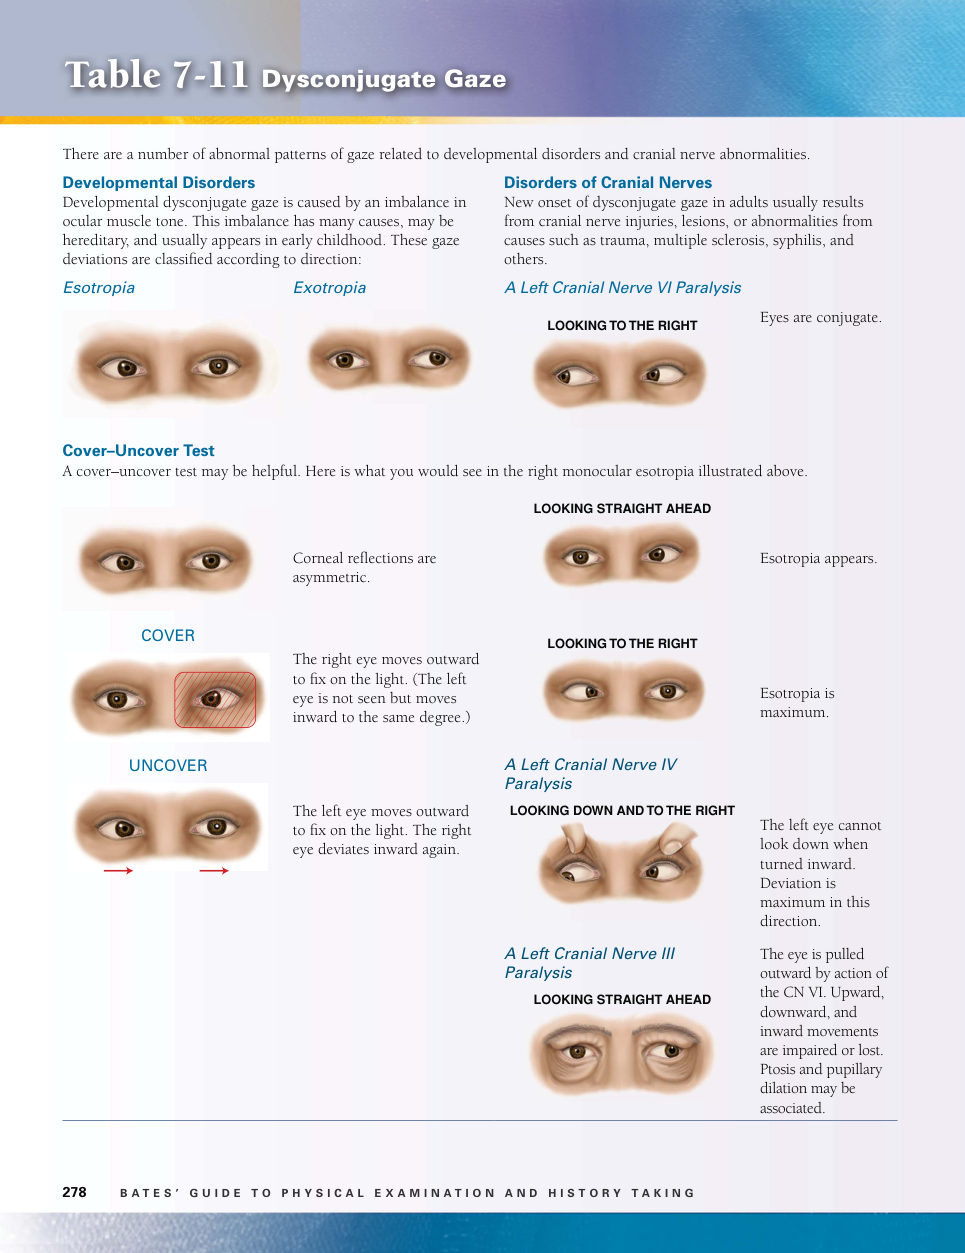 Table 7-11 Dysconjugate Gaze
There are a number of abnormal patterns of gaze related to developmental disorders and cranial nerve abnormalities.
Developmental Disorders
Developmental dysconjugate gaze is caused by an imbalance in
ocular muscle tone. This imbalance has many causes, may be
hereditary, and usually appears in early childhood. These gaze
deviations are classified according to direction:
Esotropia
Exotropia
Disorders of Cranial Nerves
New onset of dysconjugate gaze in adults usually results
from cranial nerve injuries, lesions, or abnormalities from
causes such as trauma, multiple sclerosis, syphilis, and
others.
A Left Cranial Nerve VI Paralysis
LOOKING TO THE RIGHT
Eyes are conjugate.
Cover–Uncover Test
A cover–uncover test may be helpful. Here is what you would see in the right monocular esotropia illustrated above.
Corneal reflections are
asymmetric.
COVER
The right eye moves outward
to fix on the light. (The left
eye is not seen but moves
inward to the same degree.)
UNCOVER
The left eye moves outward
to fix on the light. The right
eye deviates inward again.
LOOKING STRAIGHT AHEAD
Esotropia appears.
LOOKING TO THE RIGHT
Esotropia is
maximum.
A Left Cranial Nerve IV
Paralysis
LOOKING DOWN AND TO THE RIGHT
The left eye cannot
look down when
turned inward.
Deviation is
maximum in this
direction.
A Left Cranial Nerve III
Paralysis
LOOKING STRAIGHT AHEAD
The eye is pulled
outward by action of
the CN VI. Upward,
downward, and
inward movements
are impaired or lost.
Ptosis and pupillary
dilation may be
associated.
278 BATES' GUIDE TO PHYSICAL EXAMINATION AND HISTORY TAKING